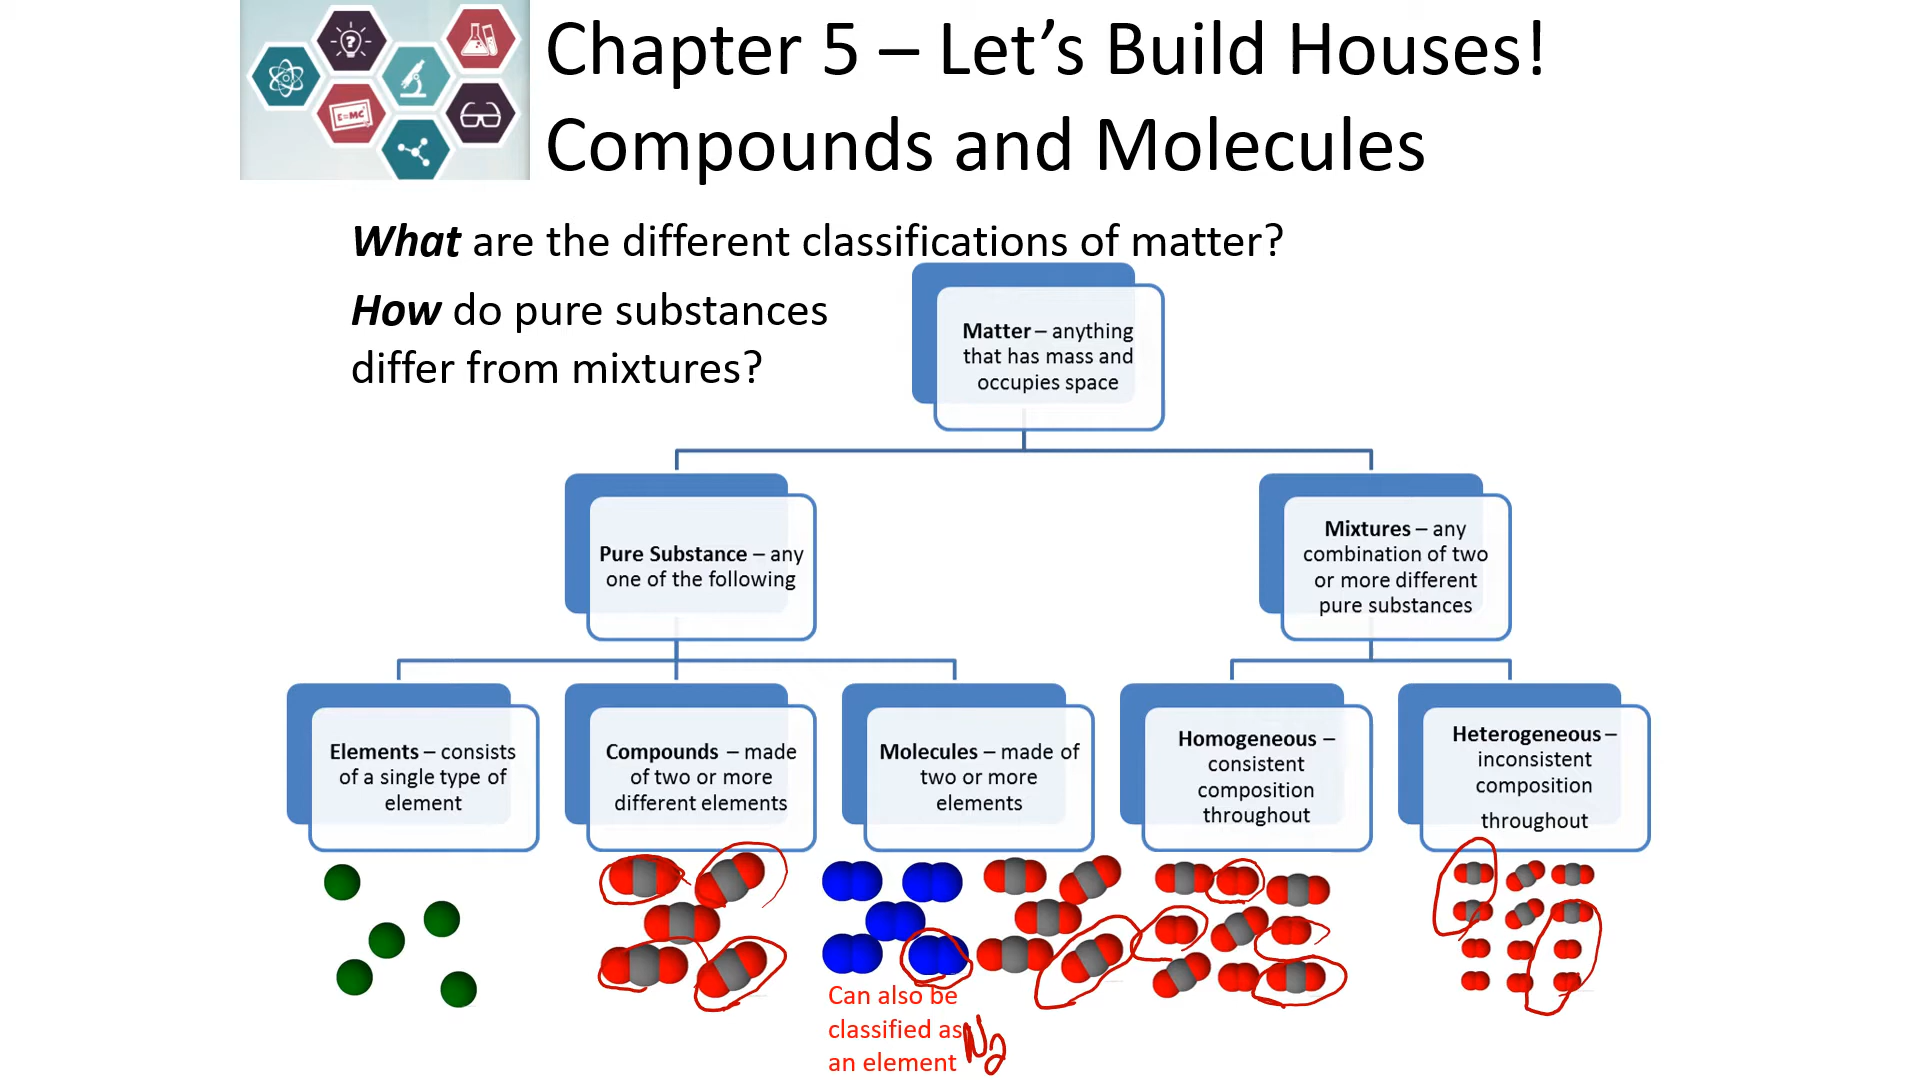 Chapter 5 – Let’s Build Houses!
Compounds and Molecules
E=MC²
What are the different classifications of matter?
How do pure substances
differ from mixtures?
Matter – anything
that has mass and
occupies space
Pure Substance – any
one of the following
Mixtures – any
combination of two
or more different
pure substances
Elements – consists
of a single type of
element
Compounds – made
of two or more
different elements
Molecules – made of
two or more
elements
Homogeneous –
consistent
composition
throughout
Heterogeneous –
inconsistent
composition
throughout
Can also be
classified as
an element
N₂